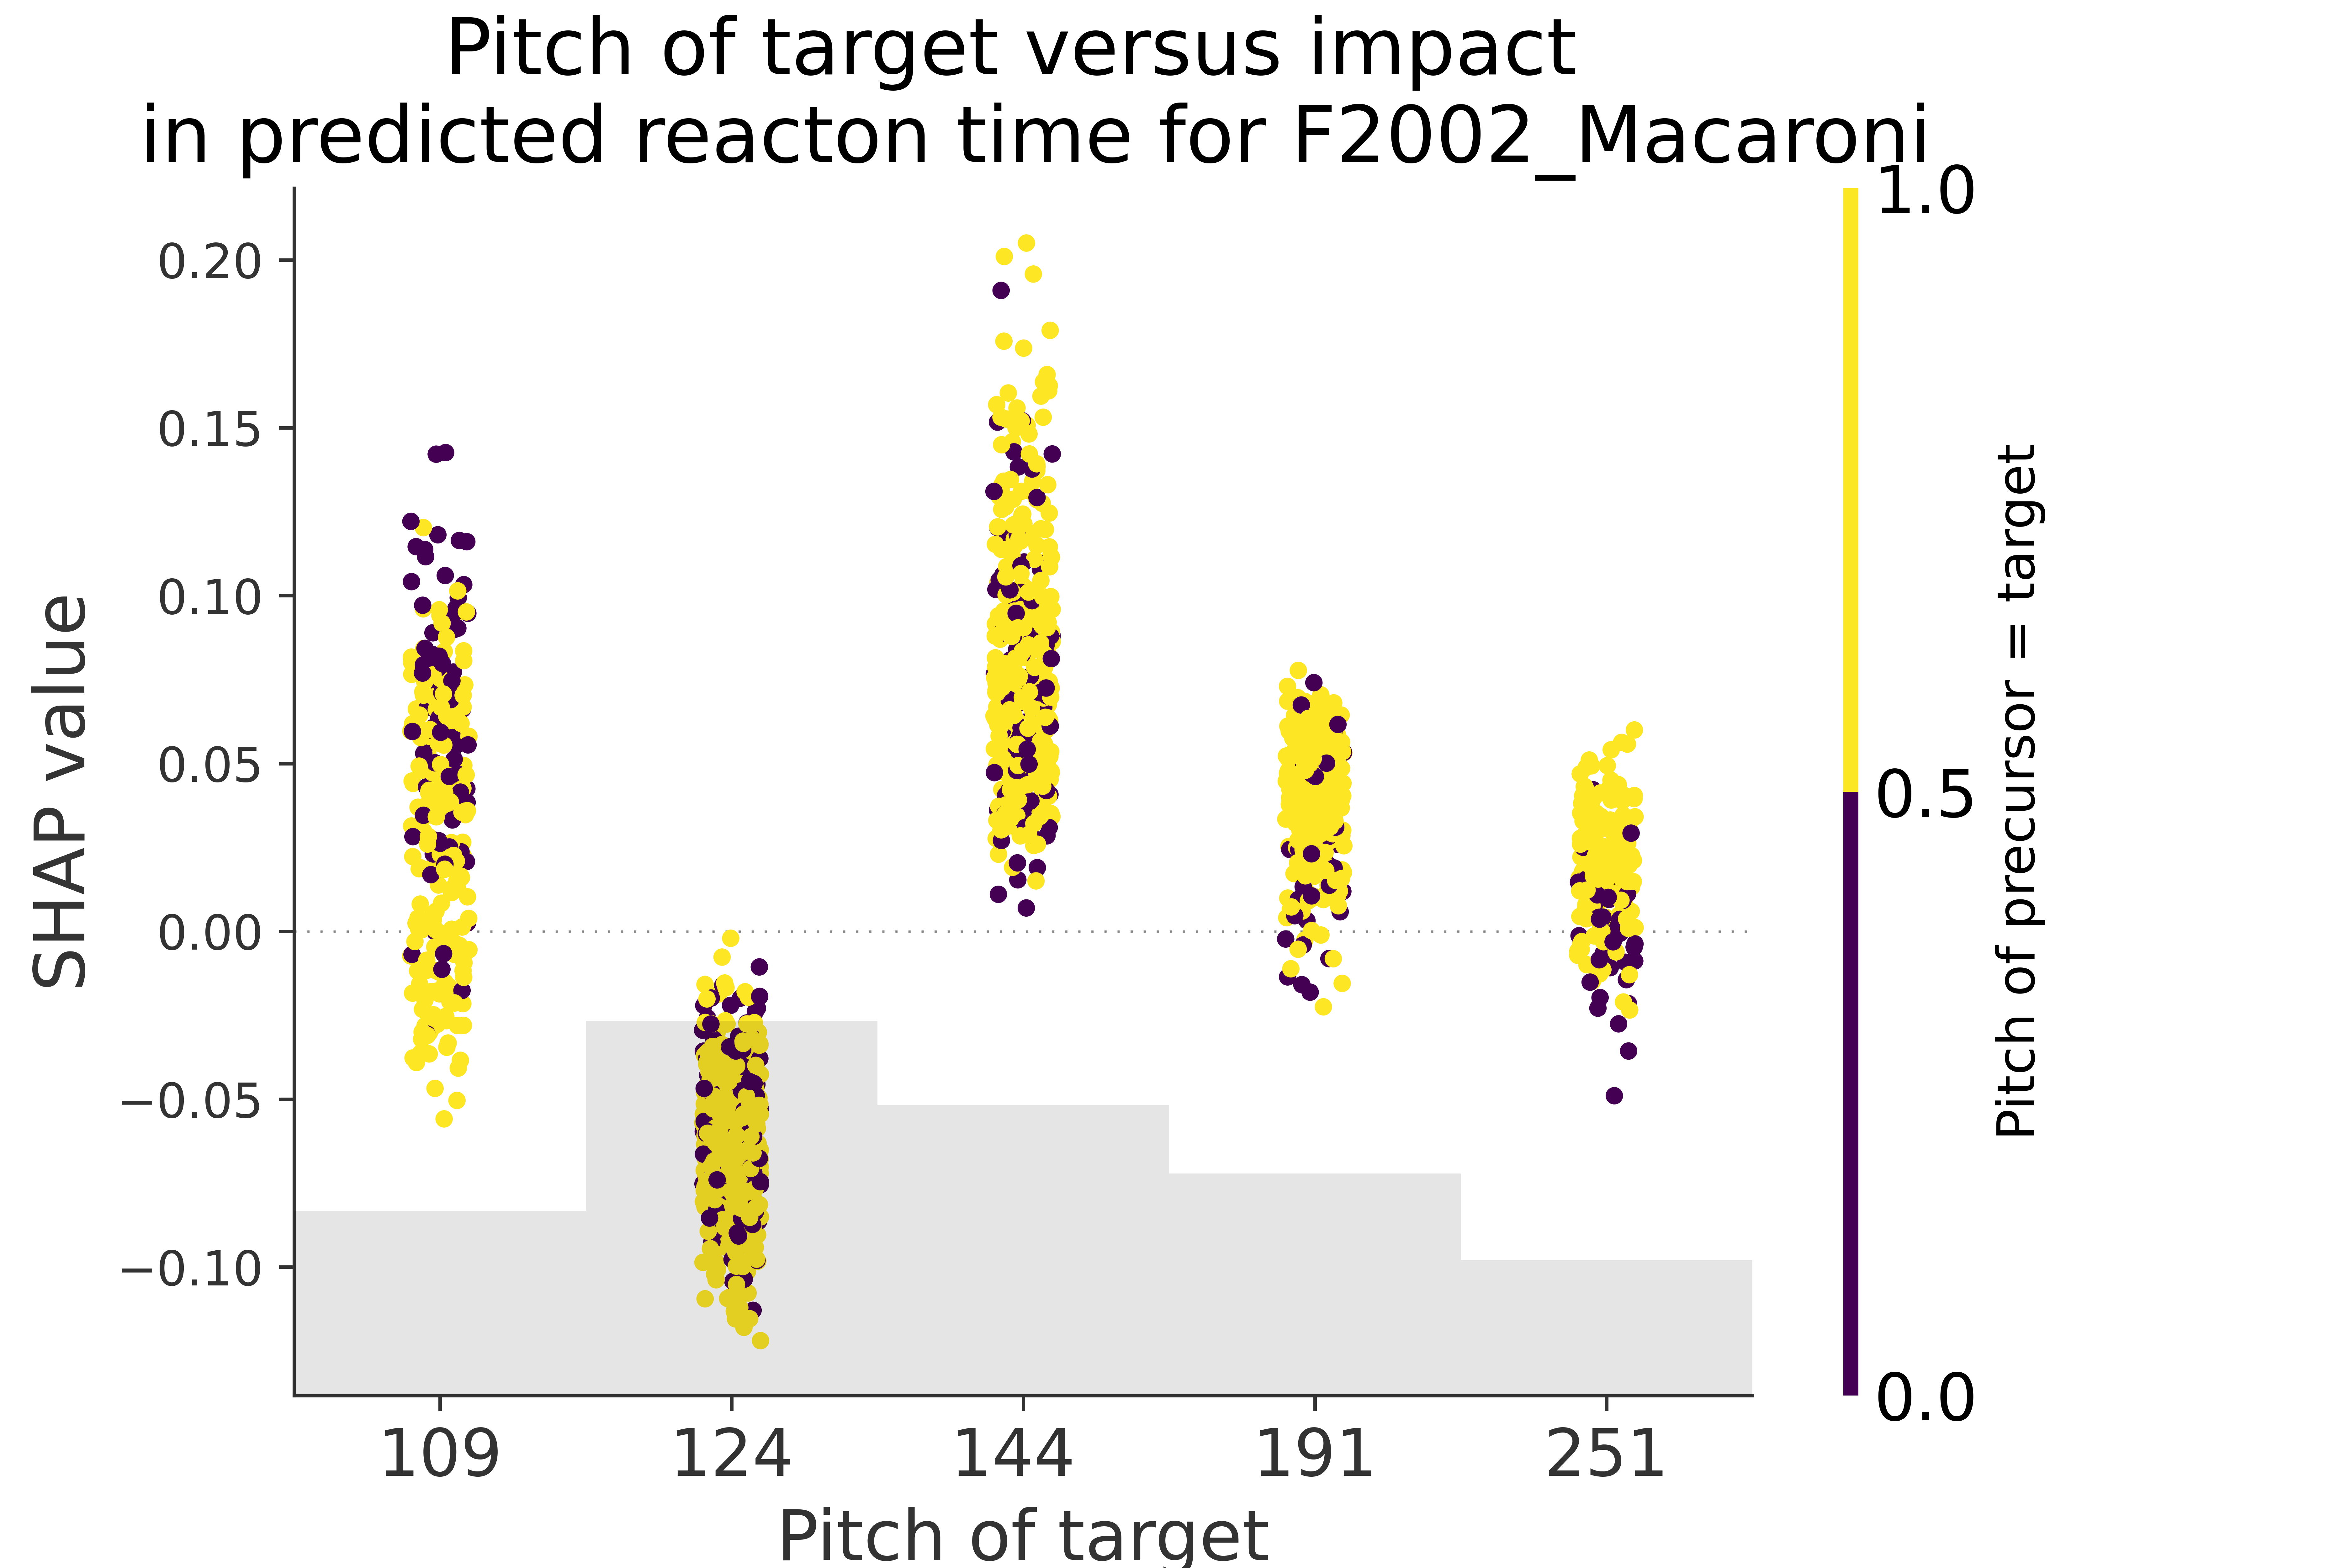 Pitch of target versus impact
in predicted reacton time for F2002_Macaroni
SHAP value
0.20
0.15
0.10
0.05
0.00
−0.05
−0.10
109 124 144 191 251
Pitch of target
1.0
0.5
0.0
Pitch of precursor = target